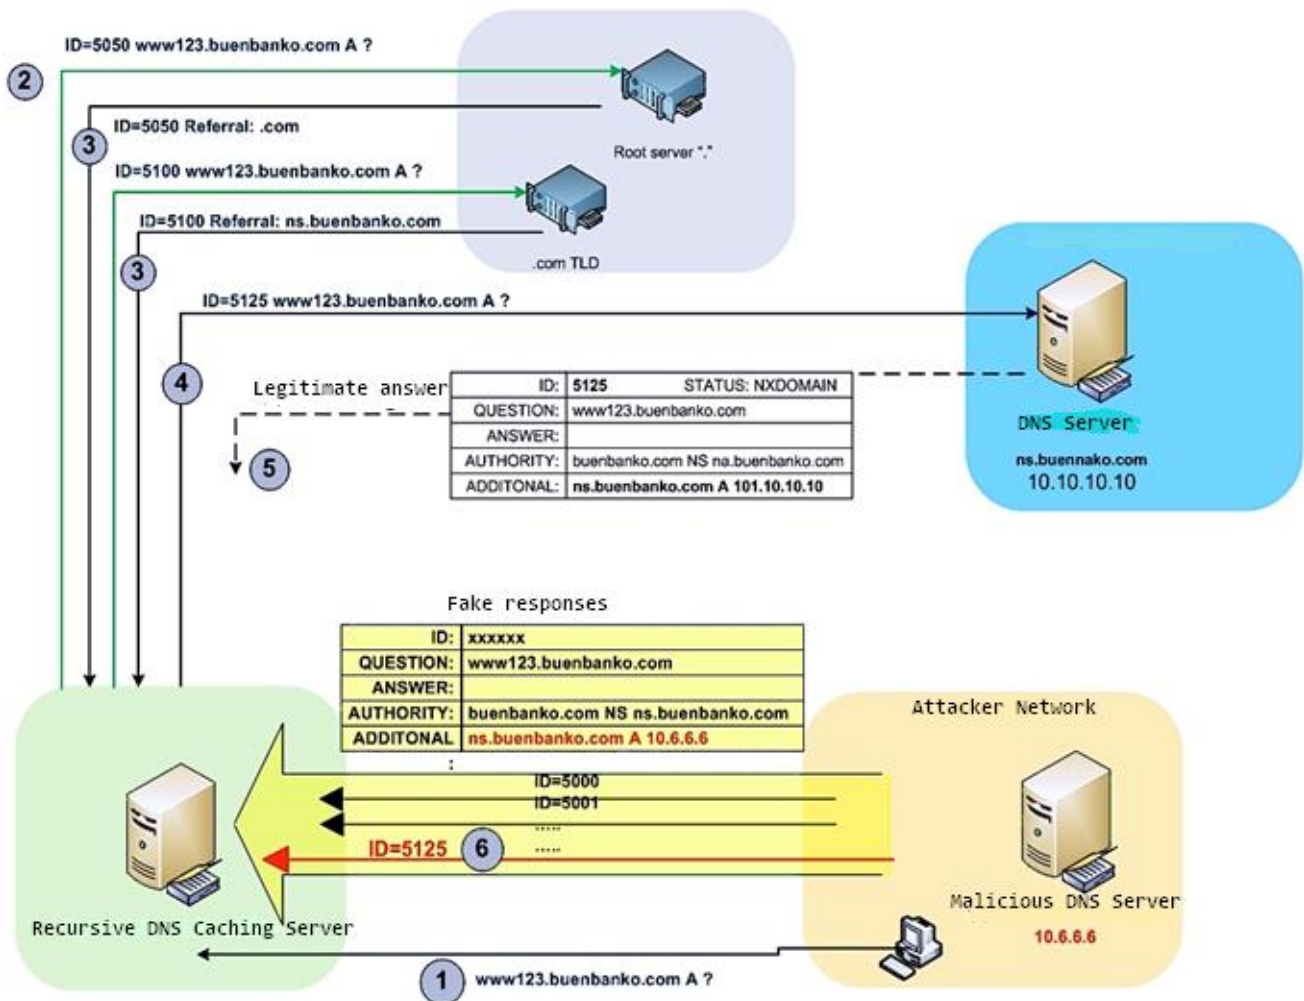 ID=5050 www123.buenbanko.com A ?
2
ID=5050 Referral: .com
3
Root server "."
ID=5100 www123.buenbanko.com A ?
ID=5100 Referral: ns.buenbanko.com
.com TLD
3
ID=5125 www123.buenbanko.com A ?
4
Legitimate answer
ID: 5125 STATUS: NXDOMAIN
QUESTION: www123.buenbanko.com
ANSWER:
AUTHORITY: buenbanko.com NS na.buenbanko.com
ADDITONAL: ns.buenbanko.com A 101.10.10.10
5
DNS Server
ns.buennako.com
10.10.10.10
Fake responses
ID: xxxxxx
QUESTION: www123.buenbanko.com
ANSWER:
AUTHORITY: buenbanko.com NS ns.buenbanko.com
ADDITONAL ns.buenbanko.com A 10.6.6.6
:
Attacker Network
ID=5000
ID=5001
.....
ID=5125 6 .....
Recursive DNS Caching Server
Malicious DNS Server
10.6.6.6
1 www123.buenbanko.com A ?